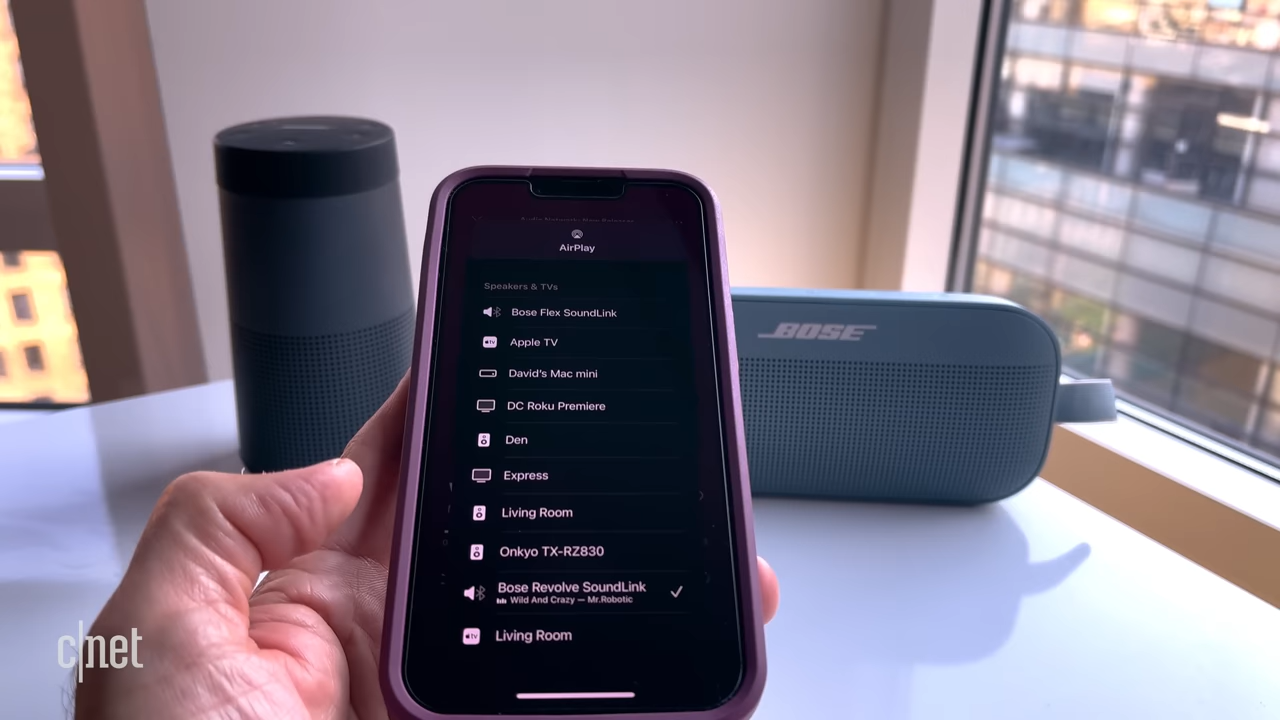 AirPlay
Speakers & TVs
Bose Flex SoundLink
Apple TV
David's Mac mini
DC Roku Premiere
Den
Express
Living Room
Onkyo TX-RZ830
Bose Revolve SoundLink
Wild And Crazy — Mr.Robotic
Living Room
BOSE
c|net